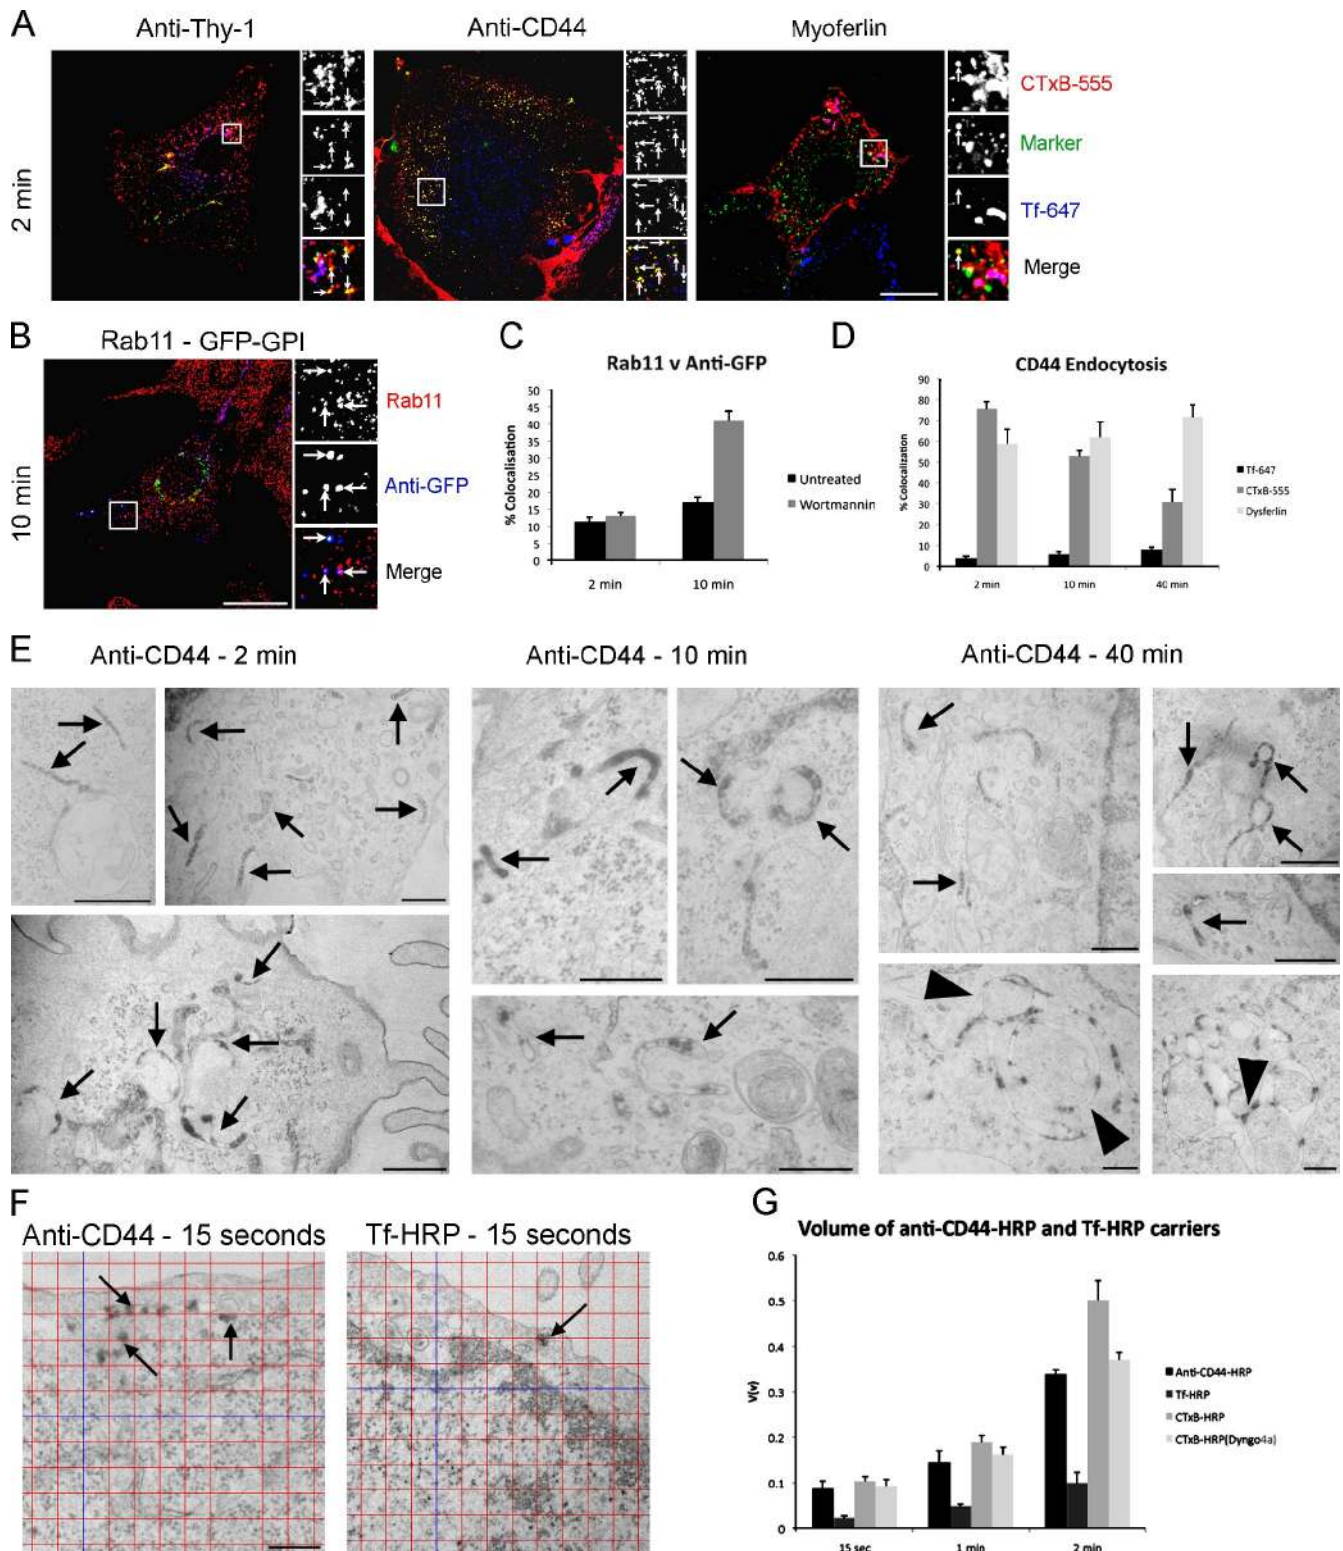 A
Anti-Thy-1
Anti-CD44
Myoferlin
2 min
CTxB-555
Marker
Tf-647
Merge
B
Rab11 - GFP-GPI
10 min
Rab11
Anti-GFP
Merge
C
Rab11 v Anti-GFP
% Colocalisation
50
45
40
35
30
25
20
15
10
5
0
2 min
10 min
Untreated
Wortmannin
D
CD44 Endocytosis
% Colocalization
90
80
70
60
50
40
30
20
10
0
2 min
10 min
40 min
Tf-647
CTxB-555
Dysferlin
E
Anti-CD44 - 2 min
Anti-CD44 - 10 min
Anti-CD44 - 40 min
F
Anti-CD44 - 15 seconds
Tf-HRP - 15 seconds
G
Volume of anti-CD44-HRP and Tf-HRP carriers
V(v)
0.6
0.5
0.4
0.3
0.2
0.1
0
15 sec
1 min
2 min
Anti-CD44-HRP
Tf-HRP
CTxB-HRP
CTxB-HRP(Dyngo4a)